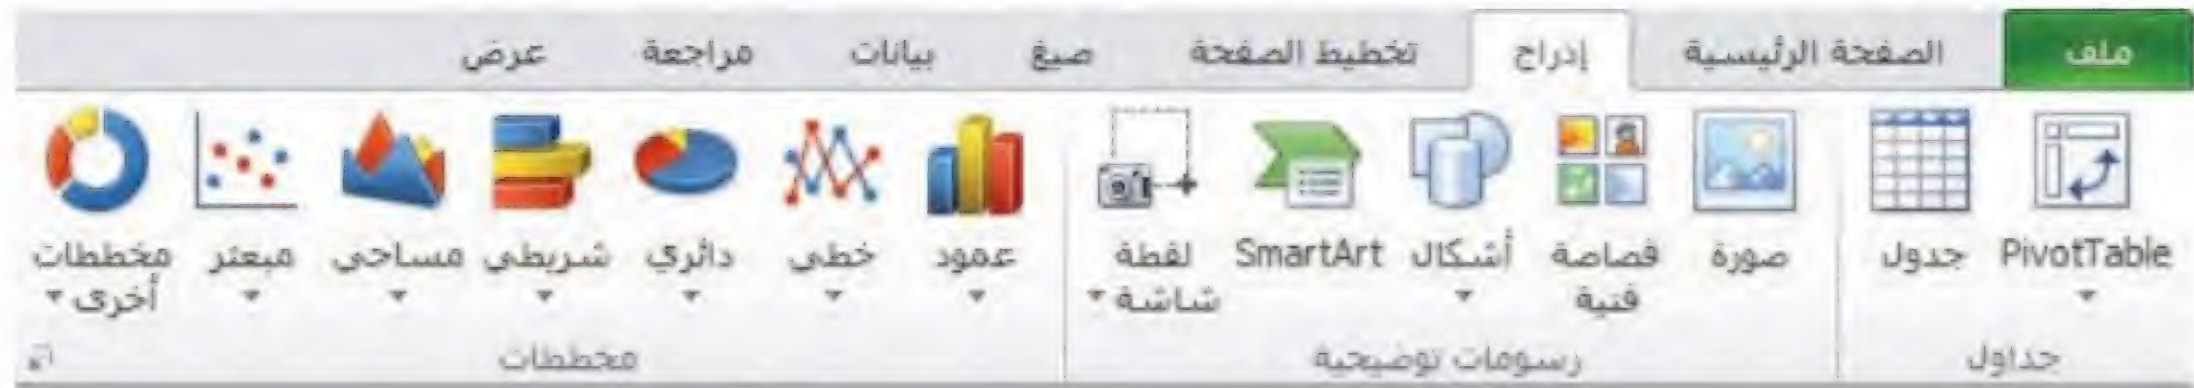 ملف الصفحة الرئيسية إدراج تخطيط الصفحة صيغ بيانات مراجعة عرض
PivotTable جدول صورة قصاصة فنية أشكال SmartArt لقطة شاشة عمود خطي دائري شريطي مساحي مبعثر مخططات أخرى
جداول رسومات توضيحية مخططات